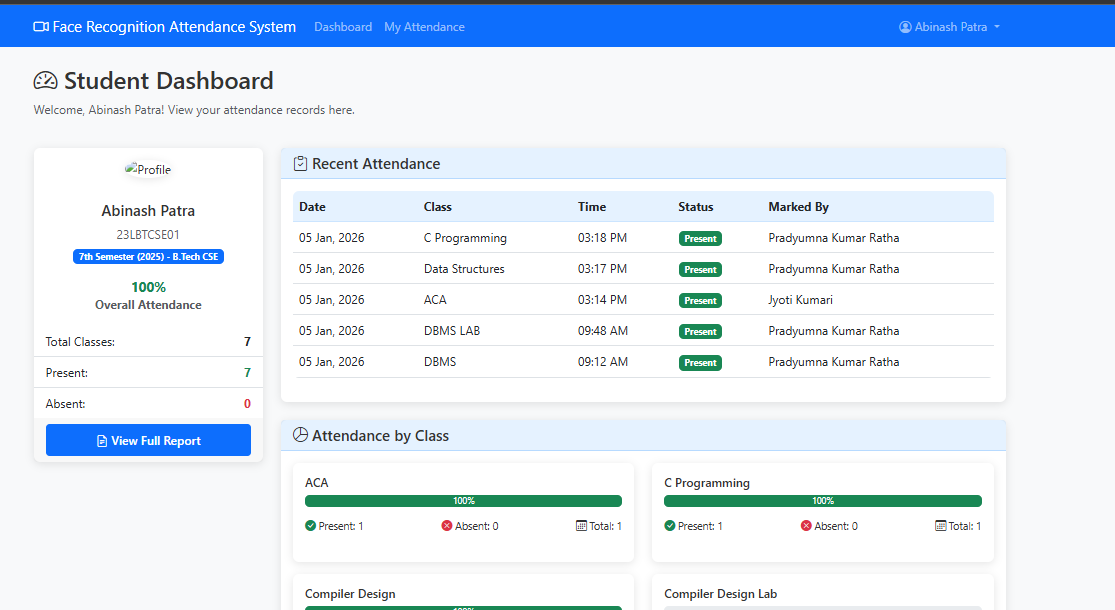 Face Recognition Attendance System Dashboard My Attendance Abinash Patra
Student Dashboard
Welcome, Abinash Patra! View your attendance records here.
Profile
Abinash Patra
23LBTCSE01
7th Semester (2025) - B.Tech CSE
100%
Overall Attendance
Total Classes: 7
Present: 7
Absent: 0
View Full Report
Recent Attendance
Date Class Time Status Marked By
05 Jan, 2026 C Programming 03:18 PM Present Pradyumna Kumar Ratha
05 Jan, 2026 Data Structures 03:17 PM Present Pradyumna Kumar Ratha
05 Jan, 2026 ACA 03:14 PM Present Jyoti Kumari
05 Jan, 2026 DBMS LAB 09:48 AM Present Pradyumna Kumar Ratha
05 Jan, 2026 DBMS 09:12 AM Present Pradyumna Kumar Ratha
Attendance by Class
ACA
100%
Present: 1 Absent: 0 Total: 1
C Programming
100%
Present: 1 Absent: 0 Total: 1
Compiler Design
100%
Compiler Design Lab